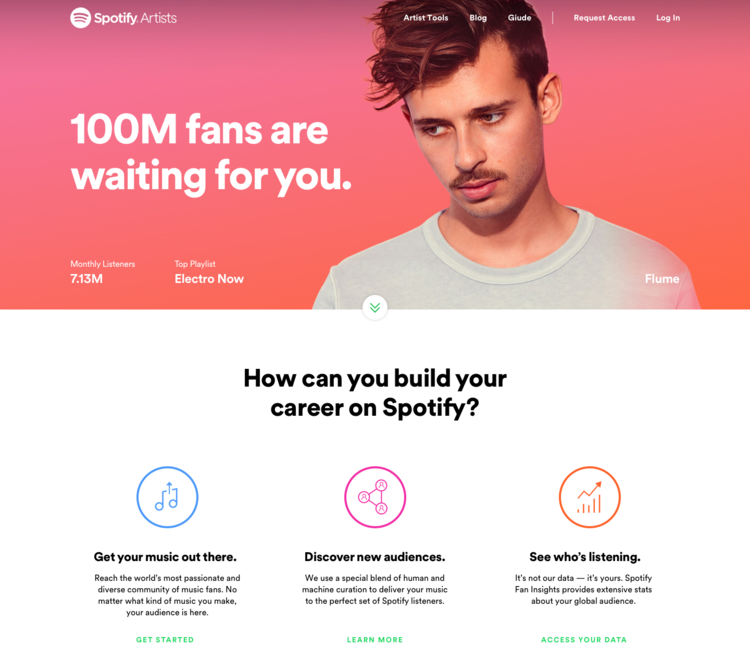 Spotify Artists
Artist Tools Blog Giude Request Access Log In
100M fans are
waiting for you.
Monthly Listeners
7.13M
Top Playlist
Electro Now
Flume
How can you build your
career on Spotify?
Get your music out there.
Reach the world's most passionate and
diverse community of music fans. No
matter what kind of music you make,
your audience is here.
GET STARTED
Discover new audiences.
We use a special blend of human and
machine curation to deliver your music
to the perfect set of Spotify listeners.
LEARN MORE
See who's listening.
It's not our data — it's yours. Spotify
Fan Insights provides extensive stats
about your global audience.
ACCESS YOUR DATA